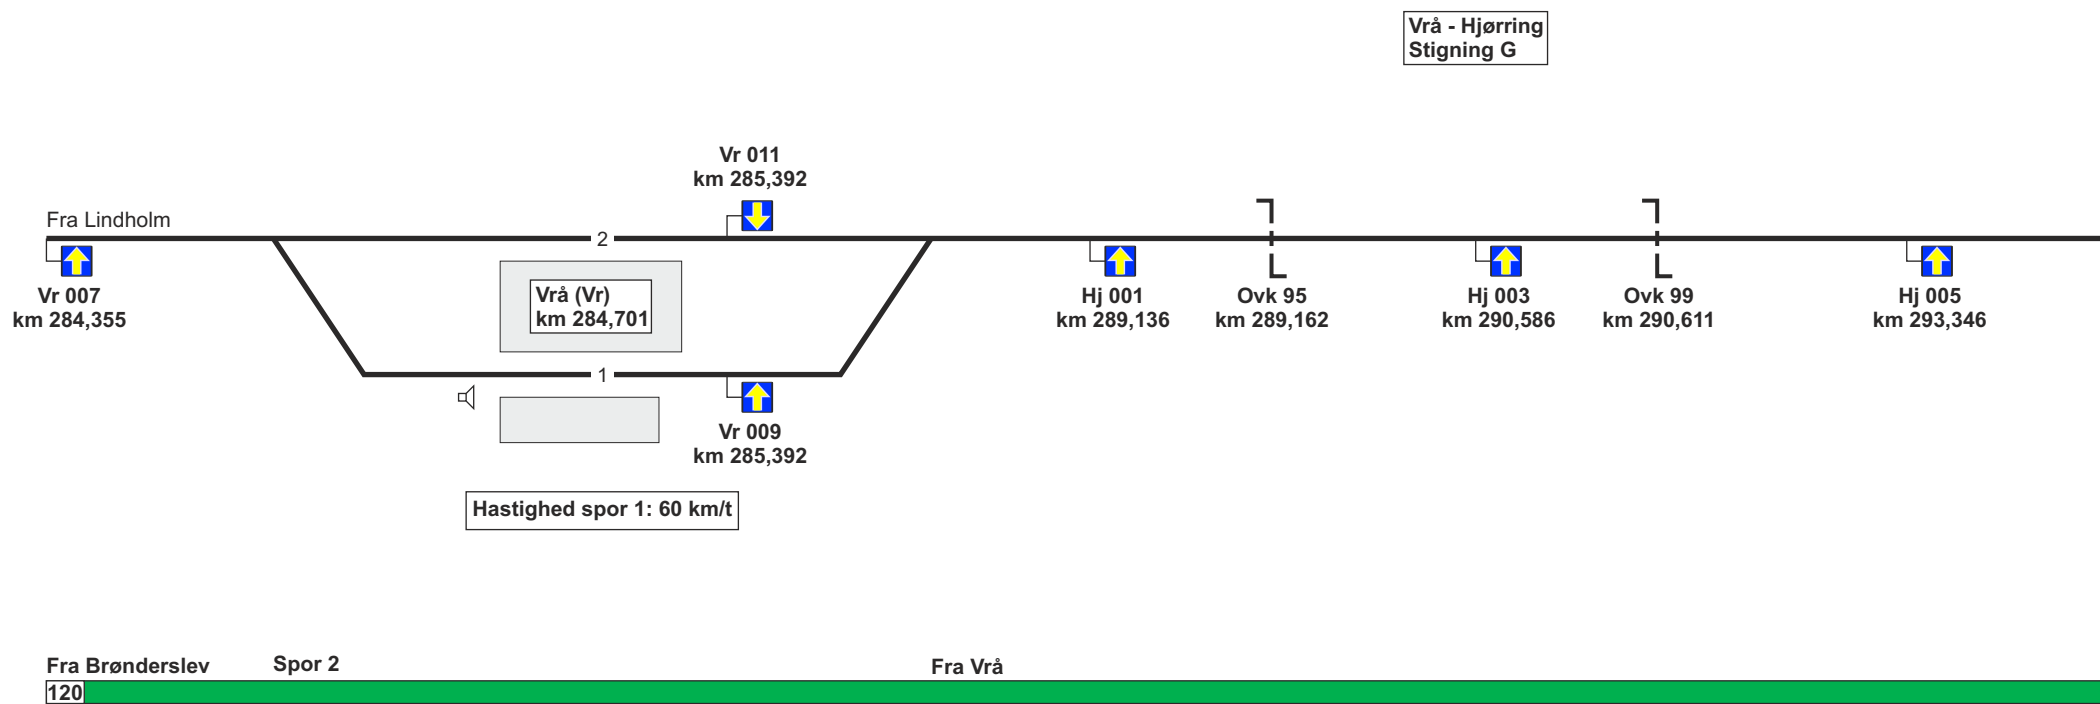 Vrå - Hjørring
Stigning G
Vr 011
km 285,392
Fra Lindholm
2
Vr 007
km 284,355
Vrå (Vr)
km 284,701
Hj 001
km 289,136
Ovk 95
km 289,162
Hj 003
km 290,586
Ovk 99
km 290,611
Hj 005
km 293,346
1
Vr 009
km 285,392
Hastighed spor 1: 60 km/t
Fra Brønderslev
Spor 2
Fra Vrå
120